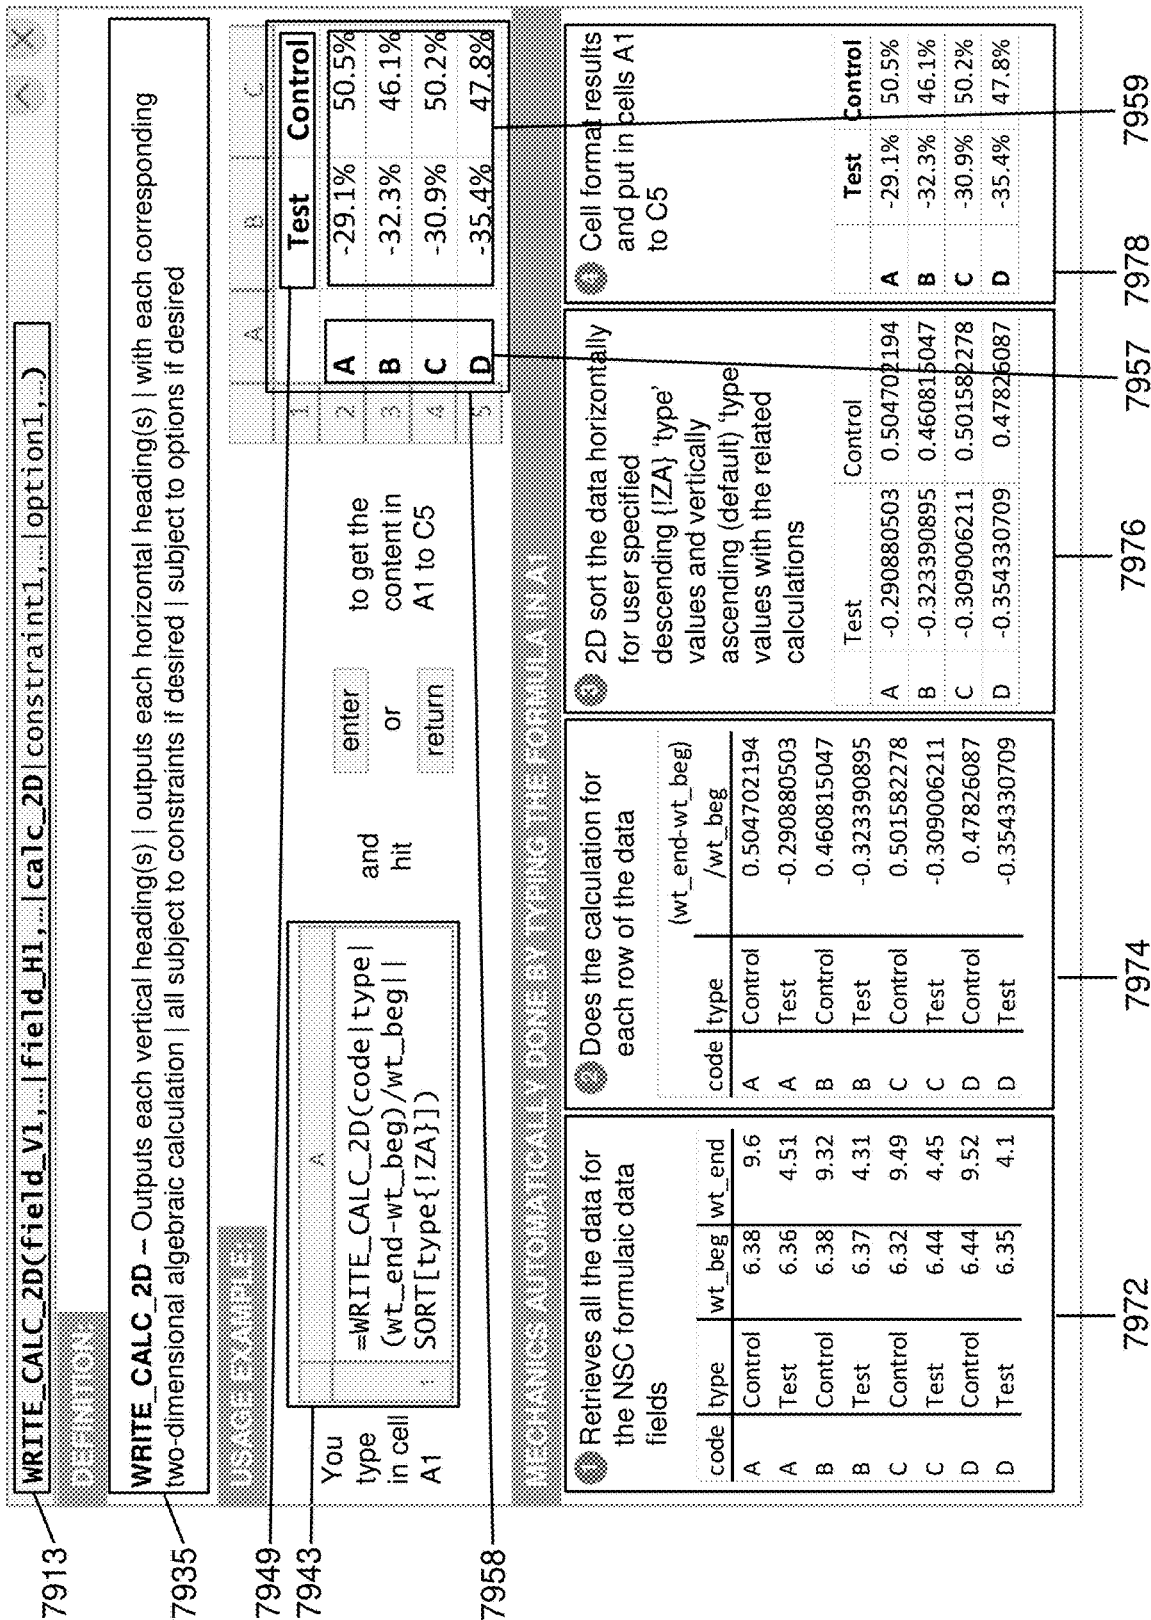 WRITE_CALC_2D(field_V1,…|field_H1,…|calc_2D|constraint1,…|option1,…)
DEFINITON
WRITE_CALC_2D – Outputs each vertical heading(s) | outputs each horizontal heading(s) | with each corresponding
two-dimensional algebraic calculation | all subject to constraints if desired | subject to options if desired
USAGE EXAMPLE
You
type
in cell
A1
A
1
=WRITE_CALC_2D(code|type|
(wt_end-wt_beg)/wt_beg||
SORT[type{!ZA}])
and
hit
enter
or
return
to get the
content in
A1 to C5
A B C
1 Test Control
2 A -29.1% 50.5%
3 B -32.3% 46.1%
4 C -30.9% 50.2%
5 D -35.4% 47.8%
MECHANICS AUTOMATICALLY DONE BY TYPING THE FORMULA IN A1
1 Retrieves all the data for
the NSC formulaic data
fields
code type wt_beg wt_end
A Control 6.38 9.6
A Test 6.36 4.51
B Control 6.38 9.32
B Test 6.37 4.31
C Control 6.32 9.49
C Test 6.44 4.45
D Control 6.44 9.52
D Test 6.35 4.1
2 Does the calculation for
each row of the data
(wt_end-wt_beg)
code type /wt_beg
A Control 0.504702194
A Test -0.290880503
B Control 0.460815047
B Test -0.323390895
C Control 0.501582278
C Test -0.309006211
D Control 0.47826087
D Test -0.354330709
3 2D sort the data horizontally
for user specified
descending {!ZA} ‘type’
values and vertically
ascending (default) ‘type’
values with the related
calculations
Test Control
A -0.290880503 0.504702194
B -0.323390895 0.460815047
C -0.309006211 0.501582278
D -0.354330709 0.47826087
4 Cell format results
and put in cells A1
to C5
Test Control
A -29.1% 50.5%
B -32.3% 46.1%
C -30.9% 50.2%
D -35.4% 47.8%
7913
7935
7949
7943
7958
7972
7974
7976
7957
7978
7959